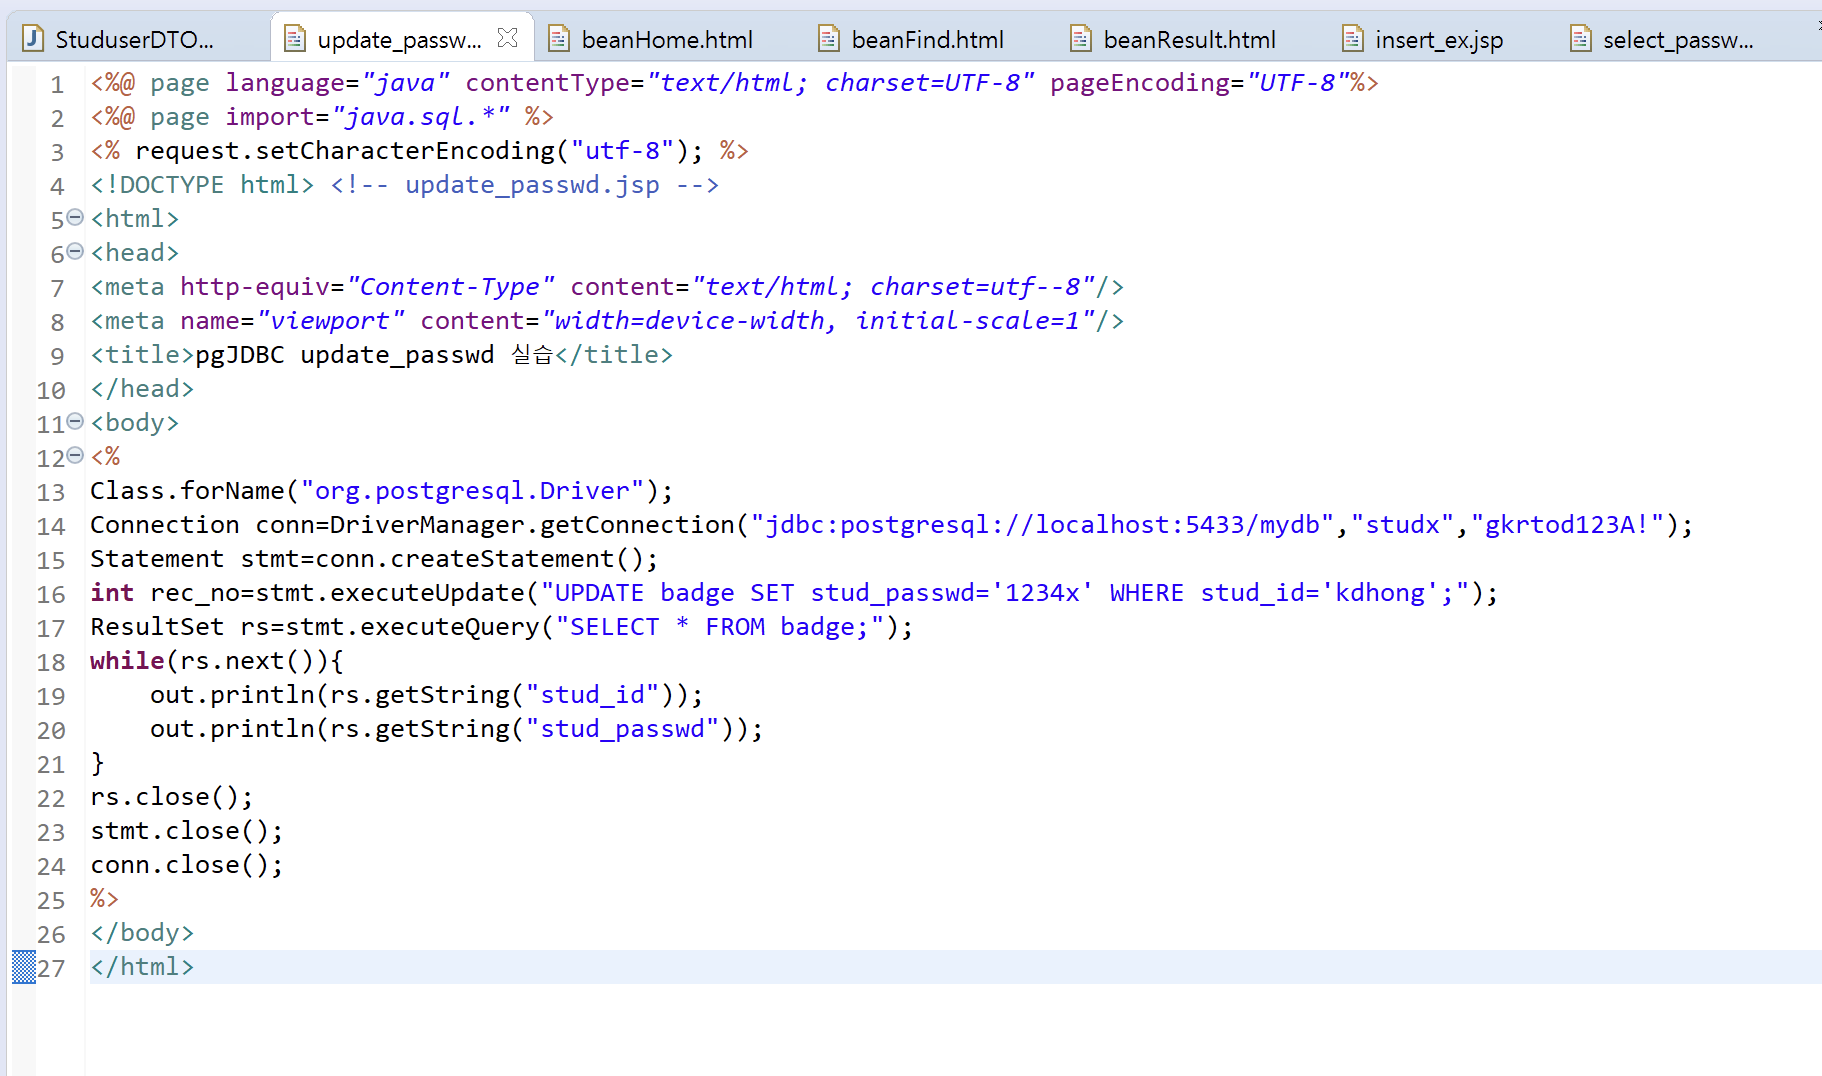 StuduserDTO... update_passw... beanHome.html beanFind.html beanResult.html insert_ex.jsp select_passw...
1 <%@ page language="java" contentType="text/html; charset=UTF-8" pageEncoding="UTF-8"%>
2 <%@ page import="java.sql.*" %>
3 <% request.setCharacterEncoding("utf-8"); %>
4 <!DOCTYPE html> <!-- update_passwd.jsp -->
5 <html>
6 <head>
7 <meta http-equiv="Content-Type" content="text/html; charset=utf--8"/>
8 <meta name="viewport" content="width=device-width, initial-scale=1"/>
9 <title>pgJDBC update_passwd 실습</title>
10 </head>
11 <body>
12 <%
13 Class.forName("org.postgresql.Driver");
14 Connection conn=DriverManager.getConnection("jdbc:postgresql://localhost:5433/mydb","studx","gkrtod123A!");
15 Statement stmt=conn.createStatement();
16 int rec_no=stmt.executeUpdate("UPDATE badge SET stud_passwd='1234x' WHERE stud_id='kdhong';");
17 ResultSet rs=stmt.executeQuery("SELECT * FROM badge;");
18 while(rs.next()){
19     out.println(rs.getString("stud_id"));
20     out.println(rs.getString("stud_passwd"));
21 }
22 rs.close();
23 stmt.close();
24 conn.close();
25 %>
26 </body>
27 </html>